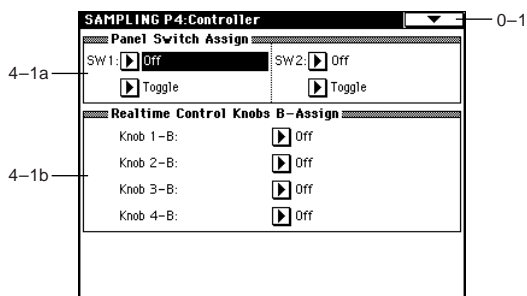 SAMPLING P4:Controller
0–1
Panel Switch Assign
SW1: Off SW2: Off
4–1a
Toggle Toggle
Realtime Control Knobs B-Assign
Knob 1-B: Off
Knob 2-B: Off
4–1b
Knob 3-B: Off
Knob 4-B: Off